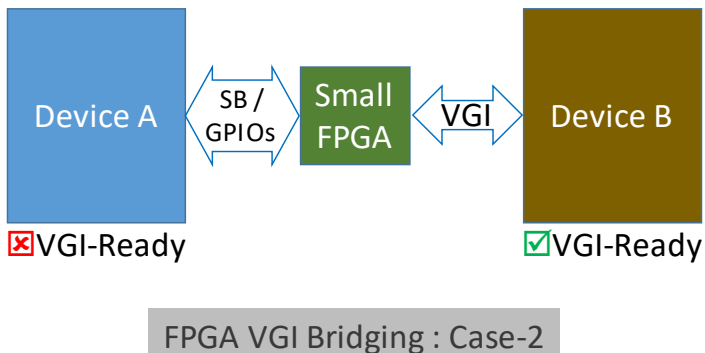 Device A
SB /
GPIOs
Small
FPGA
VGI
Device B
VGI-Ready
VGI-Ready
FPGA VGI Bridging : Case-2